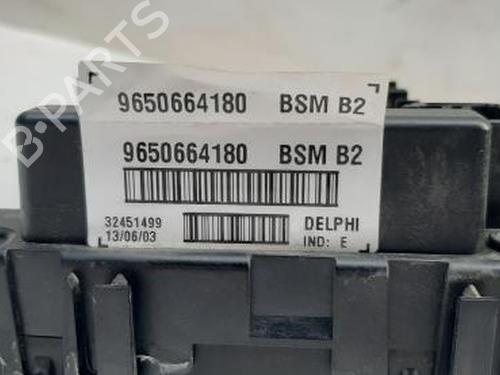 9650664180 BSM B2
9650664180 BSM B2
32451499 DELPHI
13/06/03 IND: E
B-PARTS